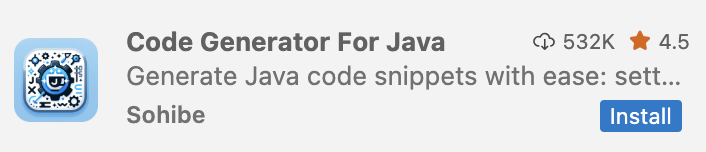 Code Generator For Java 532K 4.5
Generate Java code snippets with ease: sett...
Sohibe Install